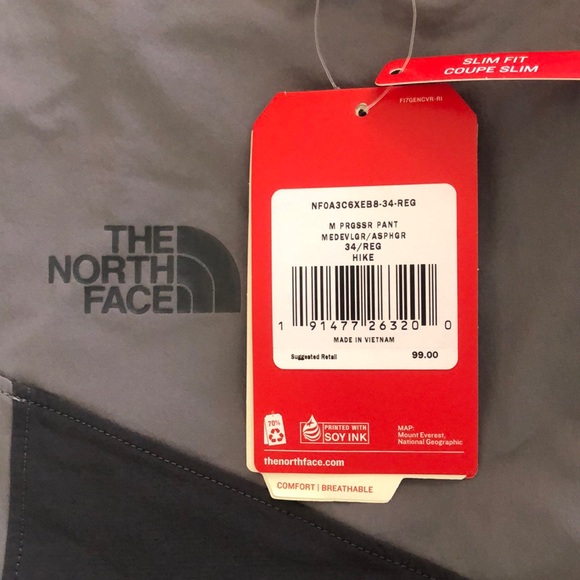 SLIM FIT
COUPE SLIM
F17GENCVR-RI
NF0A3C6XEB8-34-REG
M PRGSSR PANT
MEDEVLGR/ASPHGR
34/REG
HIKE
1 91477 26320 0
MADE IN VIETNAM
Suggested Retail 99.00
THE
NORTH
FACE
70%
PRINTED WITH
SOY INK
MAP:
Mount Everest,
National Geographic
thenorthface.com
COMFORT | BREATHABLE